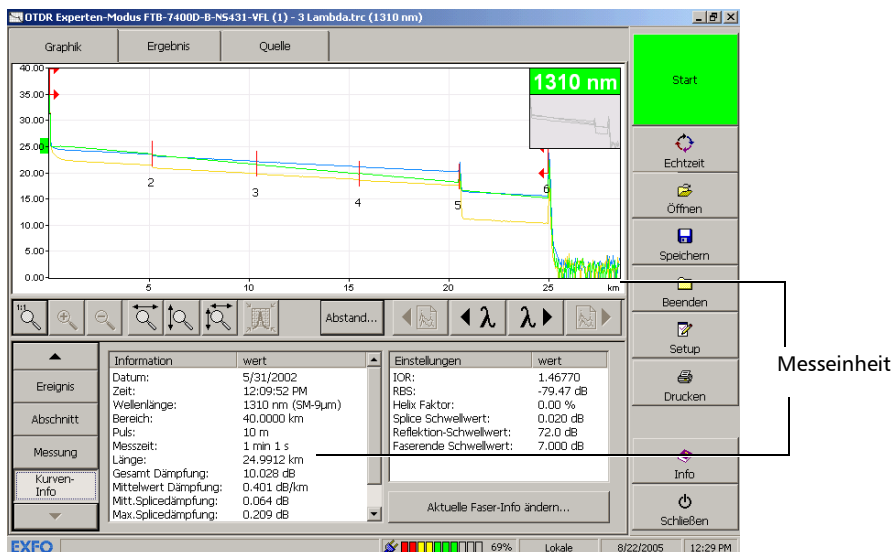 OTDR Experten-Modus FTB-7400D-B-NS431-VFL (1) - 3 Lambda.trc (1310 nm)
Graphik Ergebnis Quelle
40.00
35.00
30.00
25.00
20.00
15.00
10.00
5.00
0.00
1310 nm
2
3
4
5
6
5 10 15 20 25 km
1:1
Abstand...
λ λ
Ereignis
Abschnitt
Messung
Kurven-
Info
Information wert
Datum: 5/31/2002
Zeit: 12:09:52 PM
Wellenlänge: 1310 nm (SM-9µm)
Bereich: 40.0000 km
Puls: 10 m
Messzeit: 1 min 1 s
Länge: 24.9912 km
Gesamt Dämpfung: 10.028 dB
Mittelwert Dämpfung: 0.401 dB/km
Mitt.Splicedämpfung: 0.064 dB
Max.Splicedämpfung: 0.209 dB
Einstellungen wert
IOR: 1.46770
RBS: -79.47 dB
Helix Faktor: 0.00 %
Splice Schwellwert: 0.020 dB
Reflektion-Schwellwert: 72.0 dB
Faserende Schwellwert: 7.000 dB
Aktuelle Faser-Info ändern...
Start
Echtzeit
Öffnen
Speichern
Beenden
Setup
Drucken
Info
Schließen
Messeinheit
EXFO 69% Lokale 8/22/2005 12:29 PM